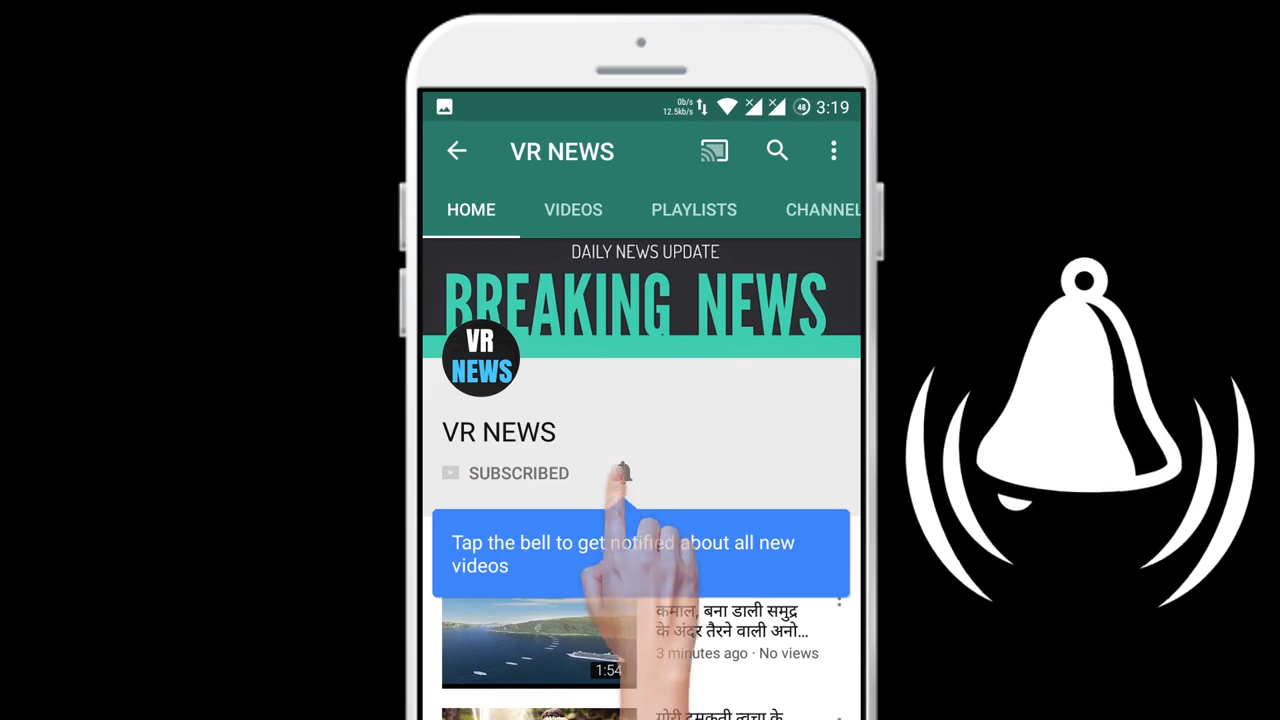 0b/s
12.5kb/s
48
3:19
VR NEWS
HOME VIDEOS PLAYLISTS CHANNEL
DAILY NEWS UPDATE
BREAKING NEWS
VR
NEWS
VR NEWS
SUBSCRIBED
Tap the bell to get notified about all new
videos
कमाल, बना डाली समुद्र
के अंदर तैरने वाली अनो...
3 minutes ago · No views
1:54
गोरी दमकती त्वचा के